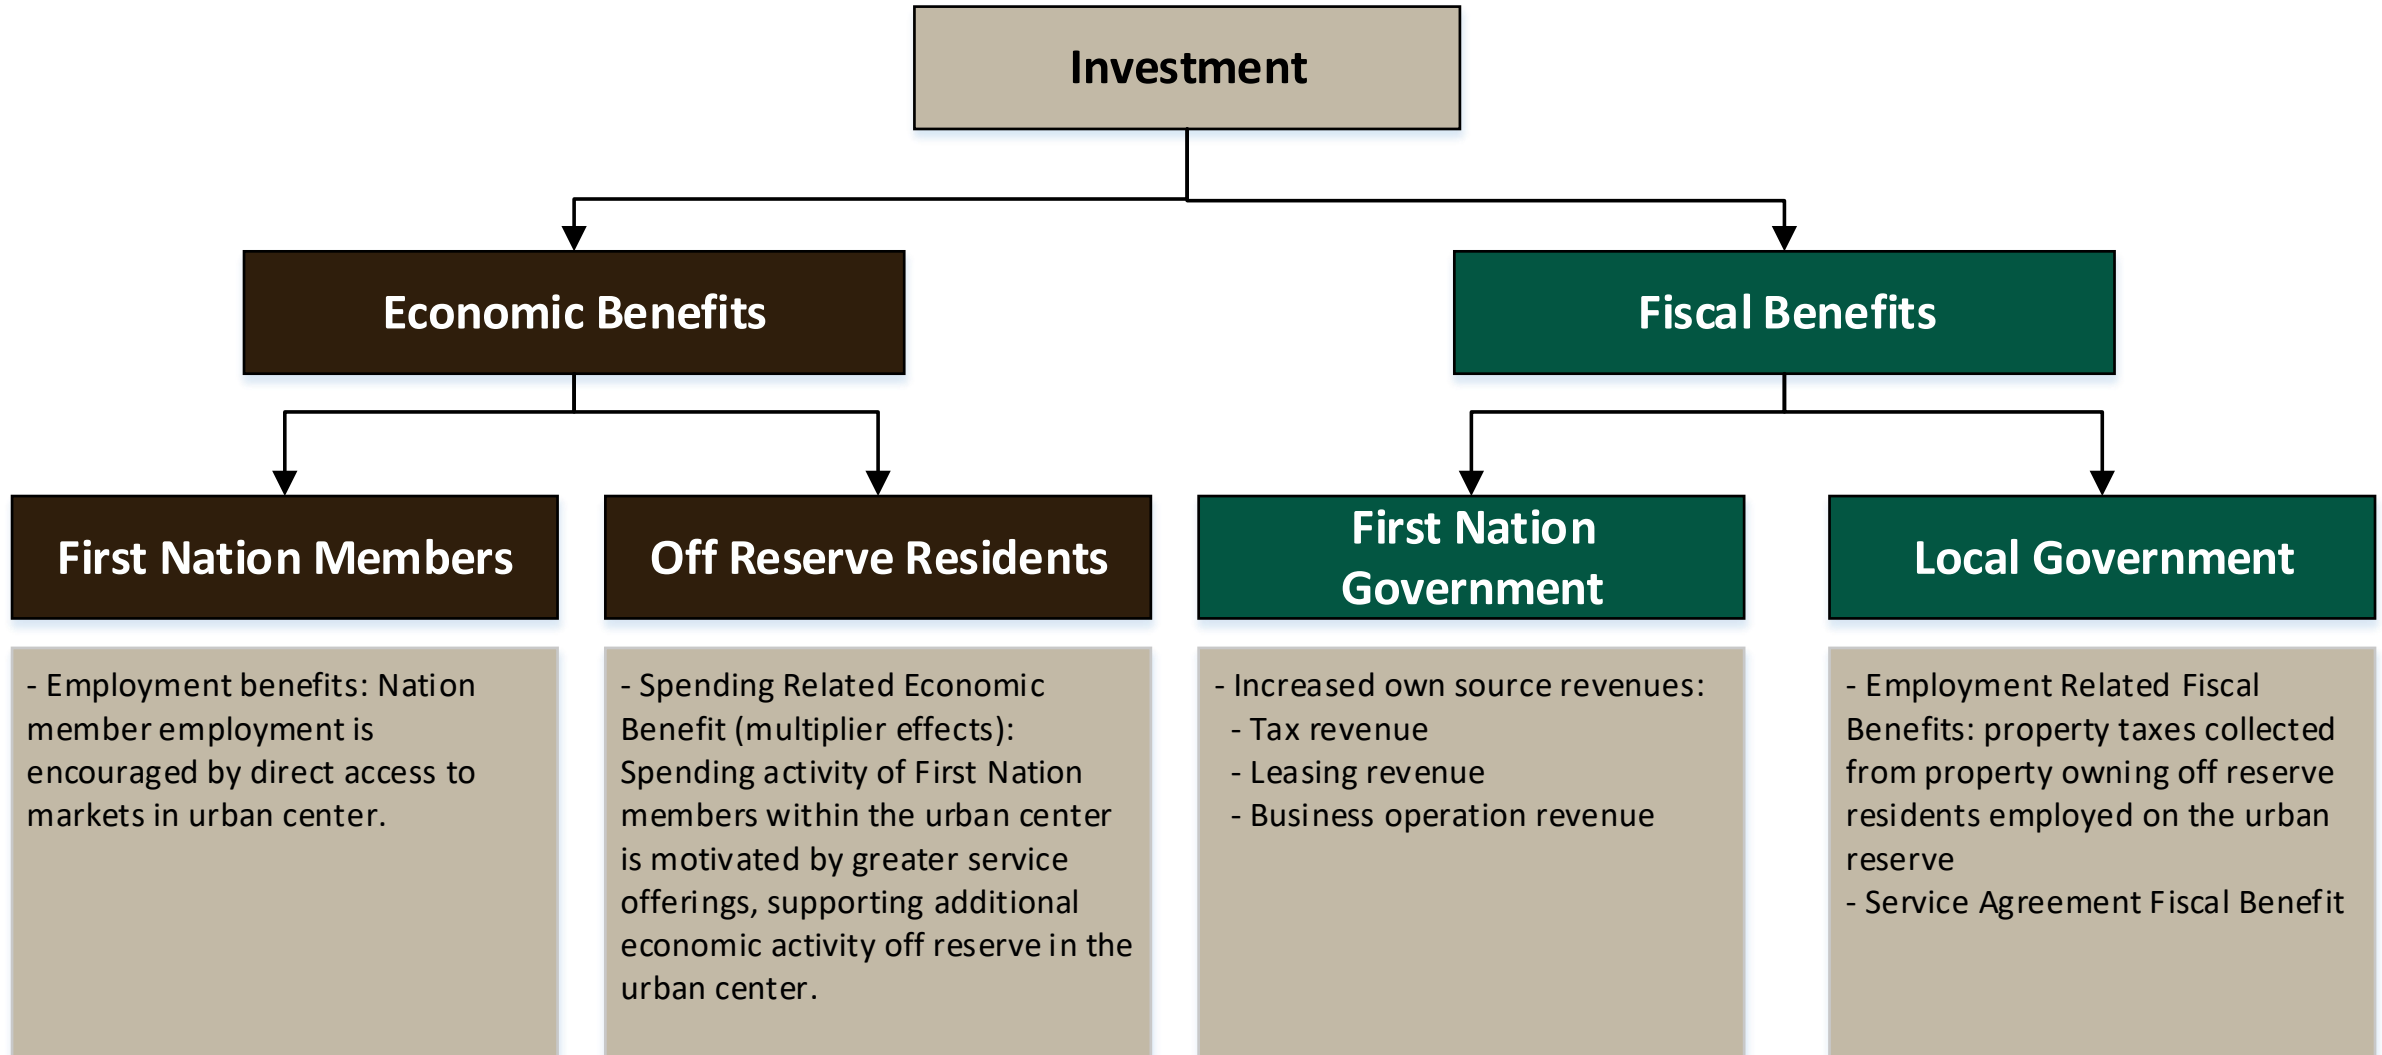 Investment
Economic Benefits
Fiscal Benefits
First Nation Members
Off Reserve Residents
First Nation
Government
Local Government
- Employment benefits: Nation
member employment is
encouraged by direct access to
markets in urban center.
- Spending Related Economic
Benefit (multiplier effects):
Spending activity of First Nation
members within the urban center
is motivated by greater service
offerings, supporting additional
economic activity off reserve in the
urban center.
- Increased own source revenues:
- Tax revenue
- Leasing revenue
- Business operation revenue
- Employment Related Fiscal
Benefits: property taxes collected
from property owning off reserve
residents employed on the urban
reserve
- Service Agreement Fiscal Benefit